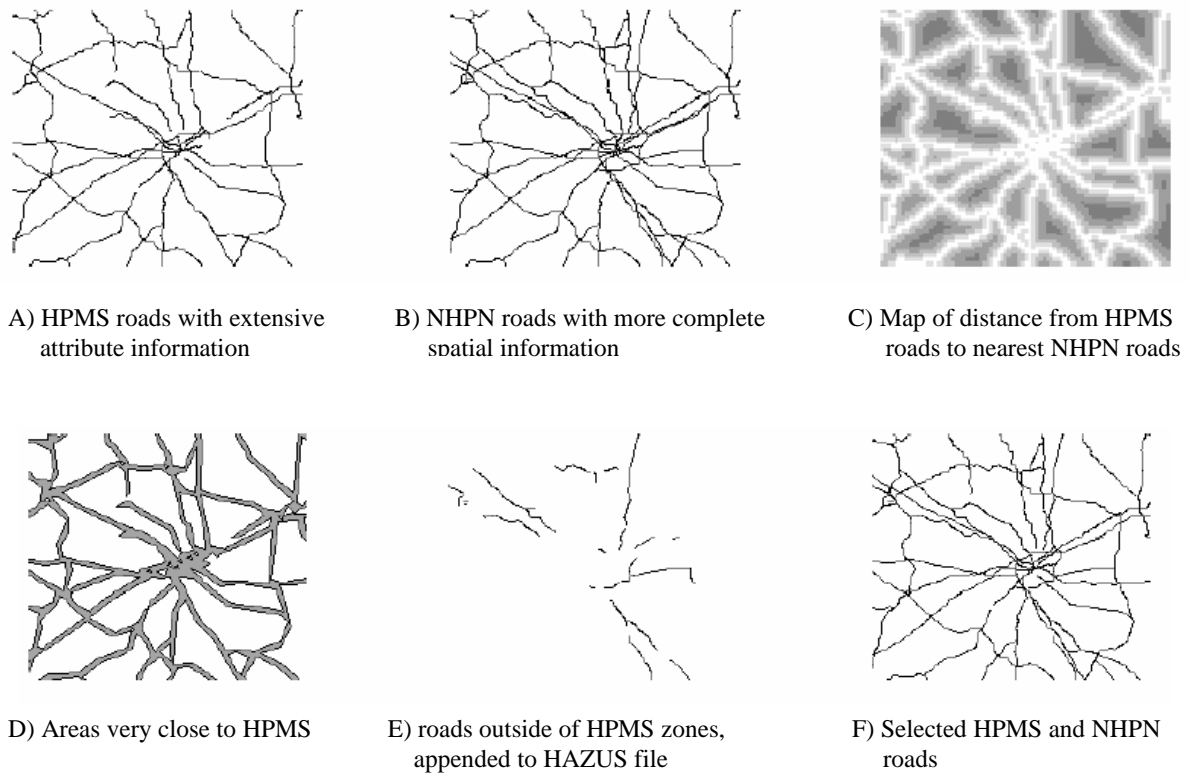 A) HPMS roads with extensive
attribute information
B) NHPN roads with more complete
spatial information
C) Map of distance from HPMS
roads to nearest NHPN roads
D) Areas very close to HPMS
E) roads outside of HPMS zones,
appended to HAZUS file
F) Selected HPMS and NHPN
roads